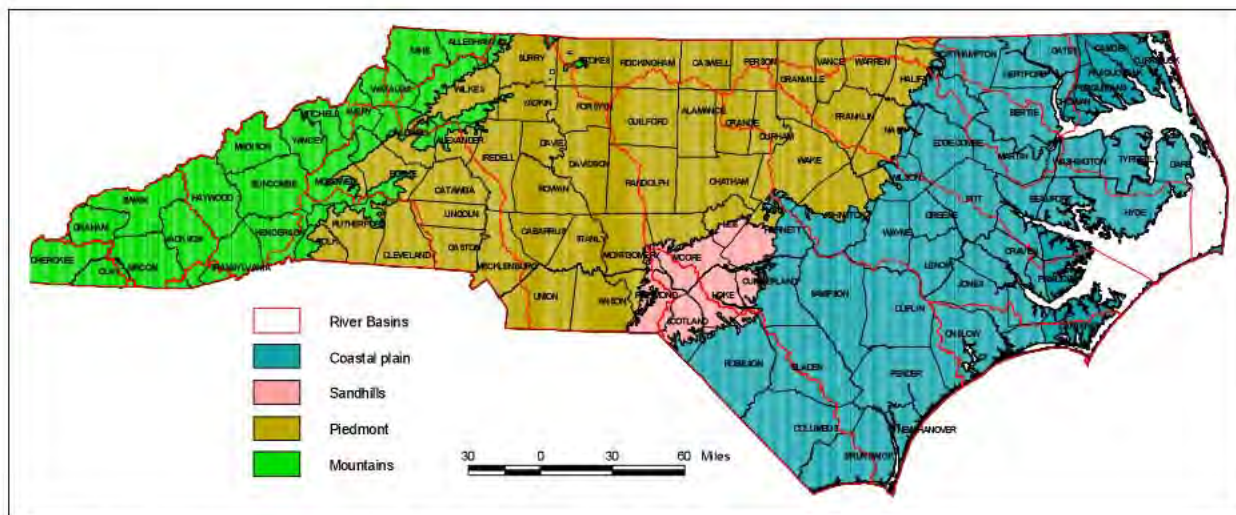 ASHE
ALLEGHANY
SURRY
STOKES
ROCKINGHAM
CASWELL
PERSON
GRANVILLE
VANCE
WARREN
HALIFAX
NORTHAMPTON
HERTFORD
GATES
CAMDEN
CURRITUCK
PASQUOTANK
PERQUIMANS
CHOWAN
BERTIE
WATAUGA
WILKES
YADKIN
FORSYTH
GUILFORD
ALAMANCE
ORANGE
DURHAM
FRANKLIN
NASH
EDGECOMBE
MARTIN
WASHINGTON
TYRRELL
DARE
MITCHELL
AVERY
CALDWELL
ALEXANDER
IREDELL
DAVIE
DAVIDSON
RANDOLPH
CHATHAM
WAKE
WILSON
PITT
BEAUFORT
HYDE
MADISON
YANCEY
BURKE
CATAWBA
ROWAN
JOHNSTON
GREENE
SWAIN
HAYWOOD
BUNCOMBE
LINCOLN
GRAHAM
JACKSON
HENDERSON
RUTHERFORD
POLK
CLEVELAND
GASTON
CABARRUS
STANLY
MONTGOMERY
MOORE
LEE
HARNETT
WAYNE
LENOIR
CRAVEN
CHEROKEE
CLAY
MACON
TRANSYLVANIA
MECKLENBURG
UNION
ANSON
RICHMOND
HOKE
CUMBERLAND
SAMPSON
DUPLIN
JONES
SCOTLAND
ONSLOW
ROBESON
BLADEN
PENDER
COLUMBUS
NEW HANOVER
BRUNSWICK
River Basins
Coastal plain
Sandhills
Piedmont
Mountains
30 0 30 60 Miles